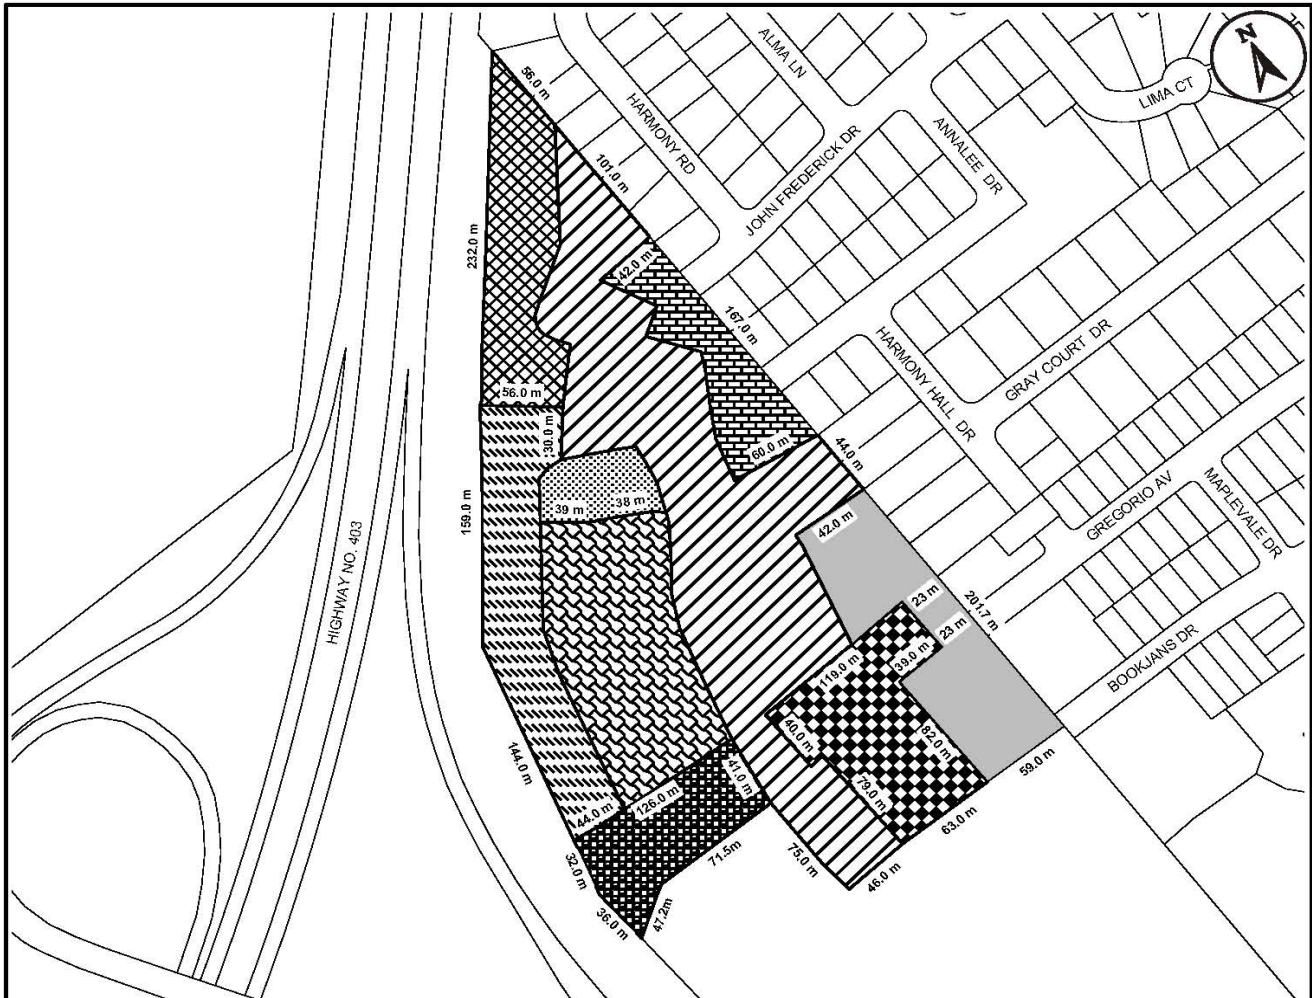 N
ALMA LN
LIMA CT
56.0 m
HARMONY RD
ANNALEE DR
JOHN FREDERICK DR
101.0 m
232.0 m
42.0 m
167.0 m
HARMONY HALL DR
GRAY COURT DR
56.0 m
30.0 m
60.0 m
44.0 m
MAPLEVALE DR
GREGORIO AV
159.0 m
39 m
38 m
42.0 m
HIGHWAY NO. 403
23 m
201.7 m
23 m
39.0 m
BOOKJANS DR
119.0 m
40.0 m
82.0 m
59.0 m
144.0 m
41.0 m
79.0 m
126.0 m
44.0 m
63.0 m
71.5m
75.0 m
32.0 m
46.0 m
36.0 m
47.2m